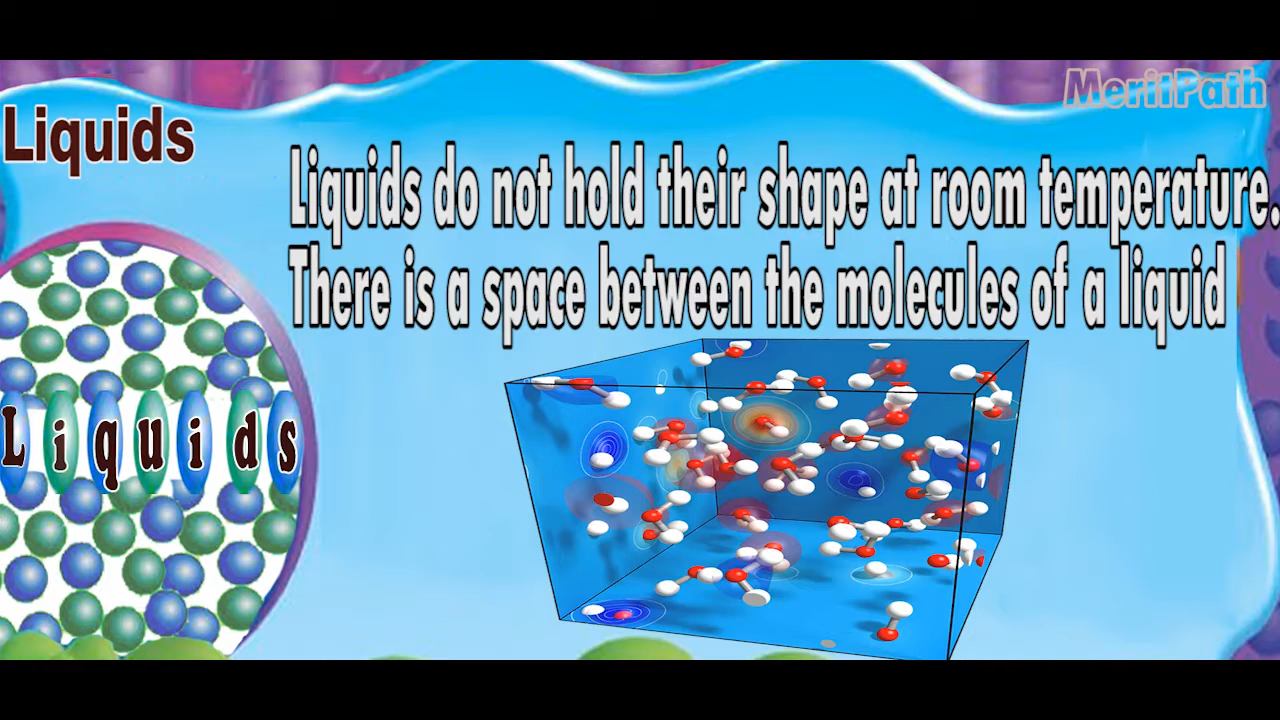 MeritPath
Liquids
Liquids do not hold their shape at room temperature.
There is a space between the molecules of a liquid
Liquids